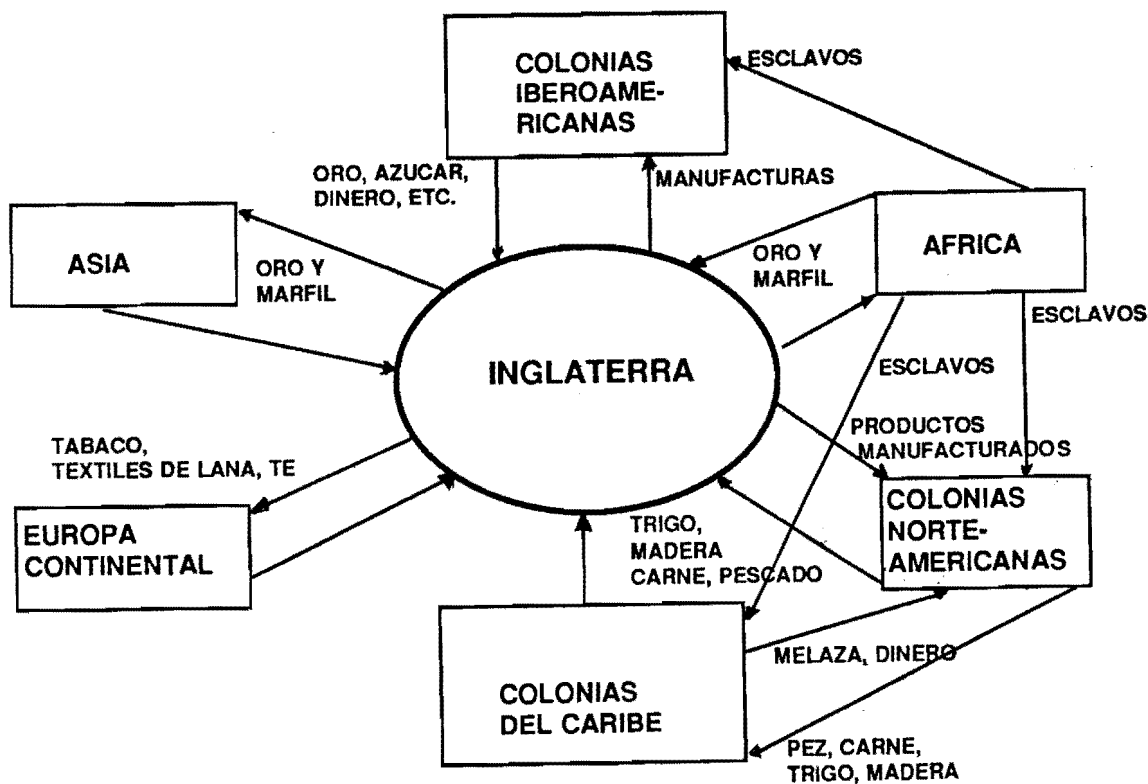 COLONIAS
IBEROAME-
RICANAS
ESCLAVOS
ORO, AZUCAR,
DINERO, ETC.
MANUFACTURAS
ASIA
ORO Y
MARFIL
ORO Y
MARFIL
AFRICA
ESCLAVOS
INGLATERRA
ESCLAVOS
TABACO,
TEXTILES DE LANA, TE
PRODUCTOS
MANUFACTURADOS
EUROPA
CONTINENTAL
TRIGO,
MADERA
CARNE, PESCADO
COLONIAS
NORTE-
AMERICANAS
COLONIAS
DEL CARIBE
MELAZA, DINERO
PEZ, CARNE,
TRIGO, MADERA